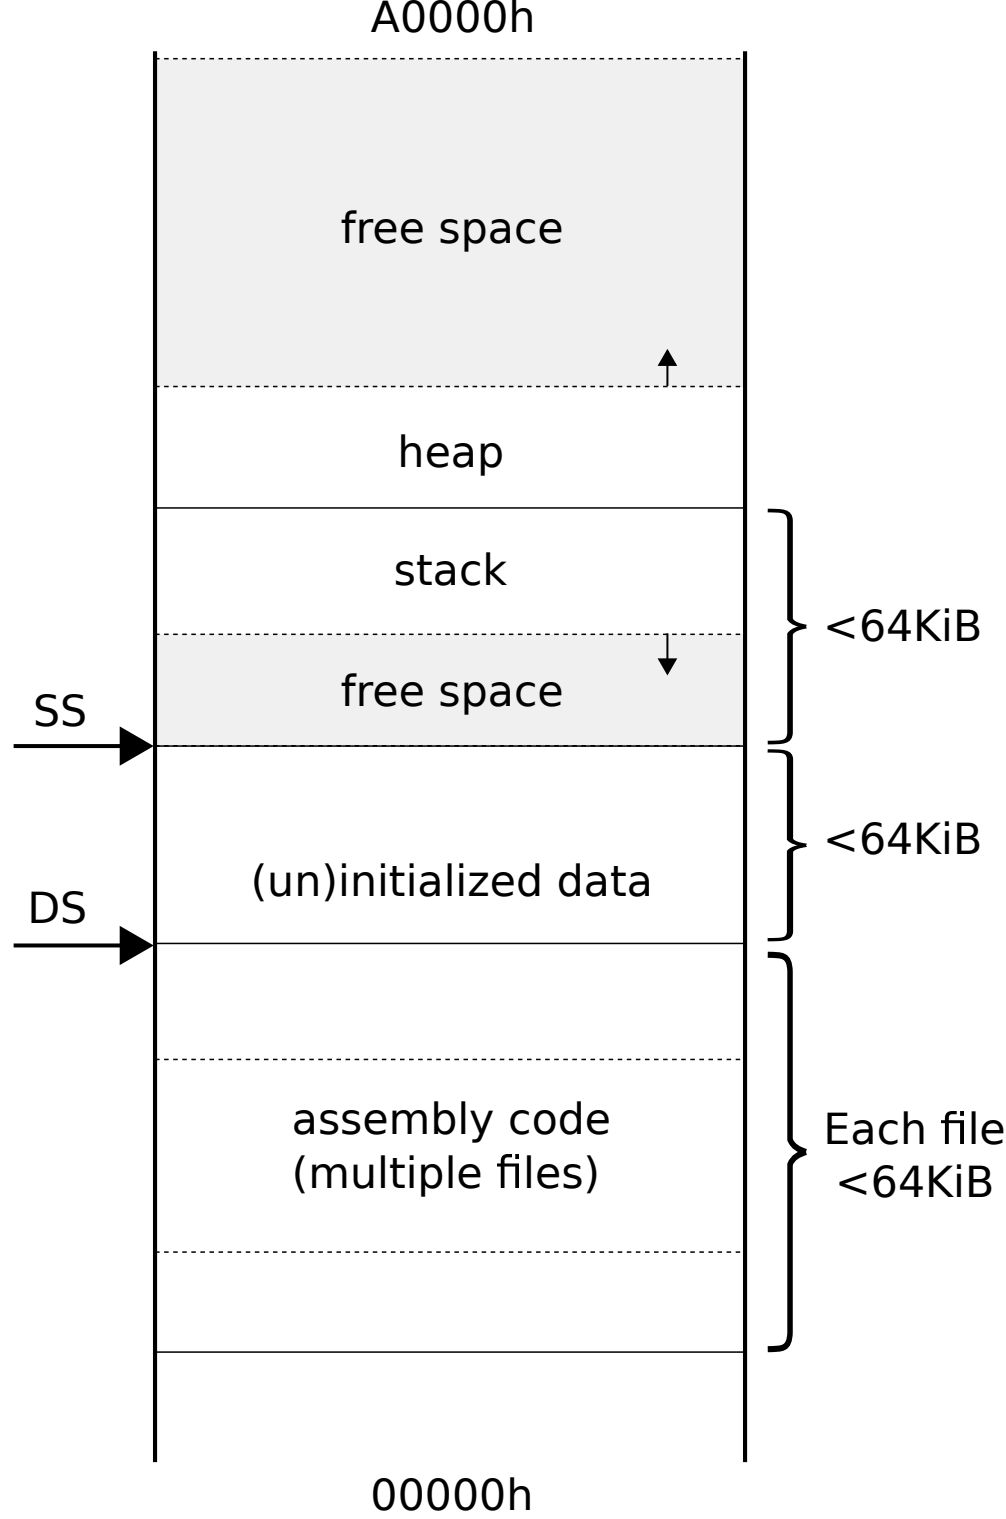 A0000h
free space
heap
stack
<64KiB
free space
SS
<64KiB
(un)initialized data
DS
assembly code
(multiple files)
Each file
<64KiB
00000h